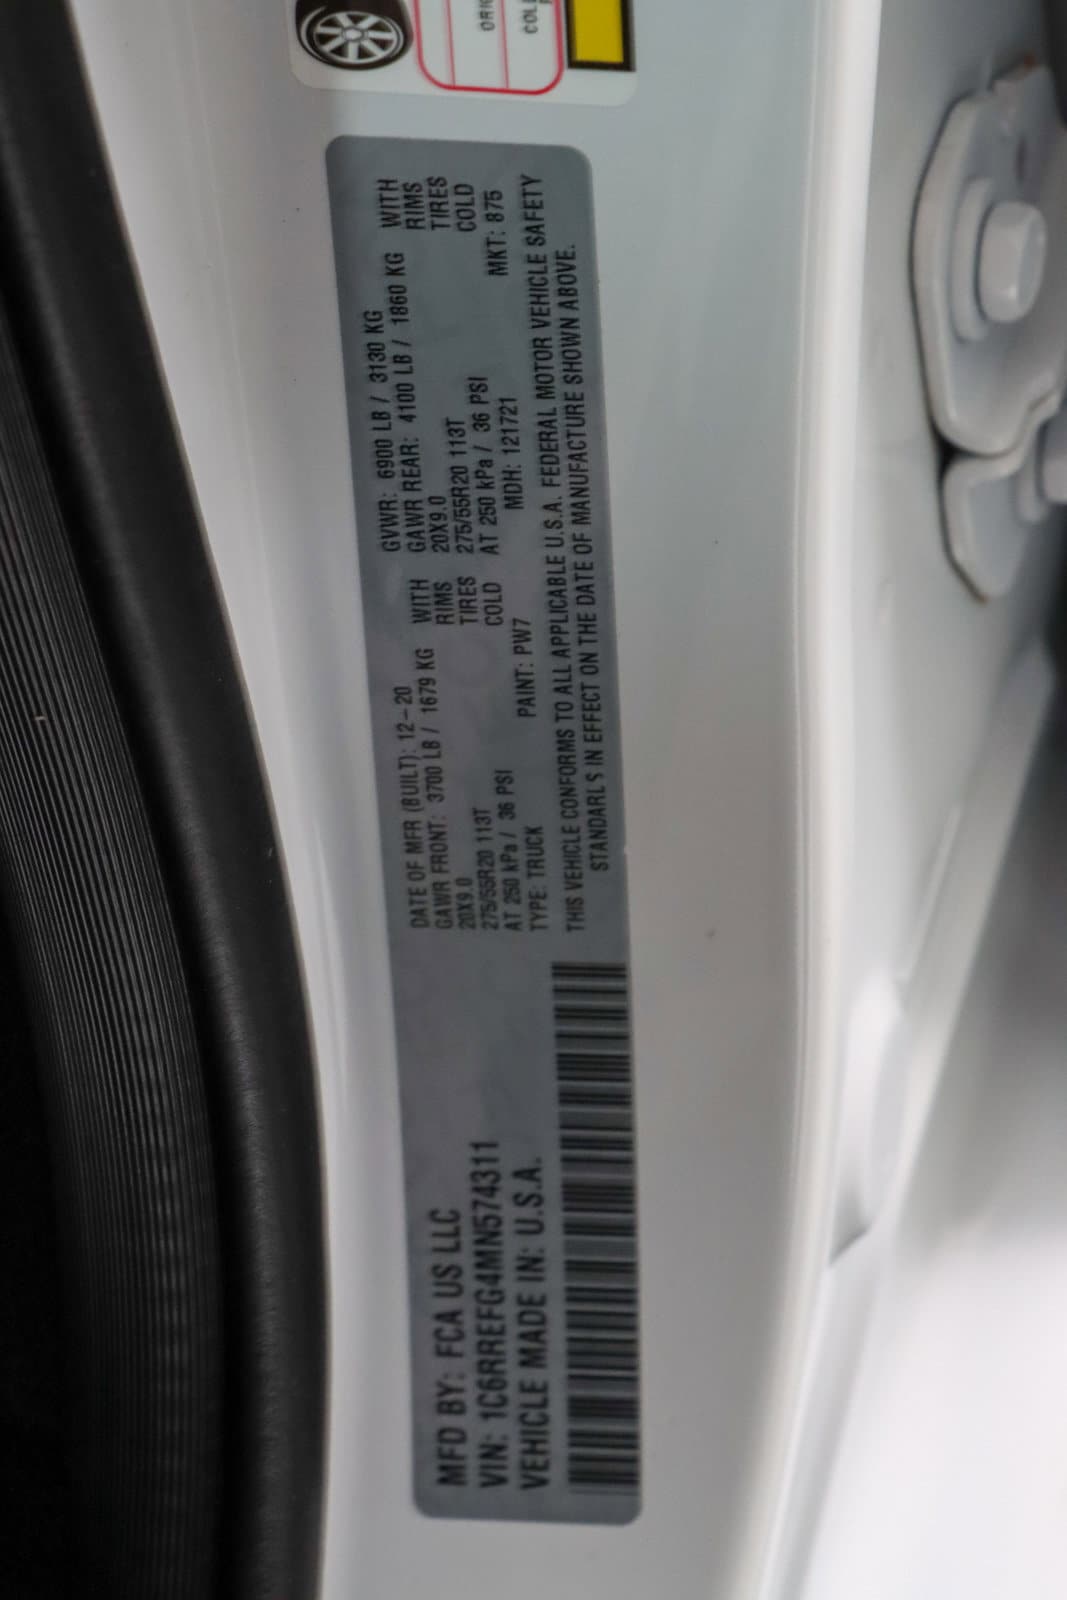 ORIG
COL
MFD BY: FCA US LLC
VIN: 1C6RREFG4MN574311
VEHICLE MADE IN: U.S.A.
DATE OF MFR (BUILT): 12-20
GAWR FRONT: 3700 LB / 1679 KG WITH
20X9.0 RIMS
275/55R20 113T TIRES
AT 250 kPa / 36 PSI COLD
TYPE: TRUCK PAINT: PW7
GVWR: 6900 LB / 3130 KG
GAWR REAR: 4100 LB / 1860 KG WITH
20X9.0 RIMS
275/55R20 113T TIRES
AT 250 kPa / 36 PSI COLD
MDH: 121721 MKT: 875
THIS VEHICLE CONFORMS TO ALL APPLICABLE U.S.A. FEDERAL MOTOR VEHICLE SAFETY
STANDARDS IN EFFECT ON THE DATE OF MANUFACTURE SHOWN ABOVE.